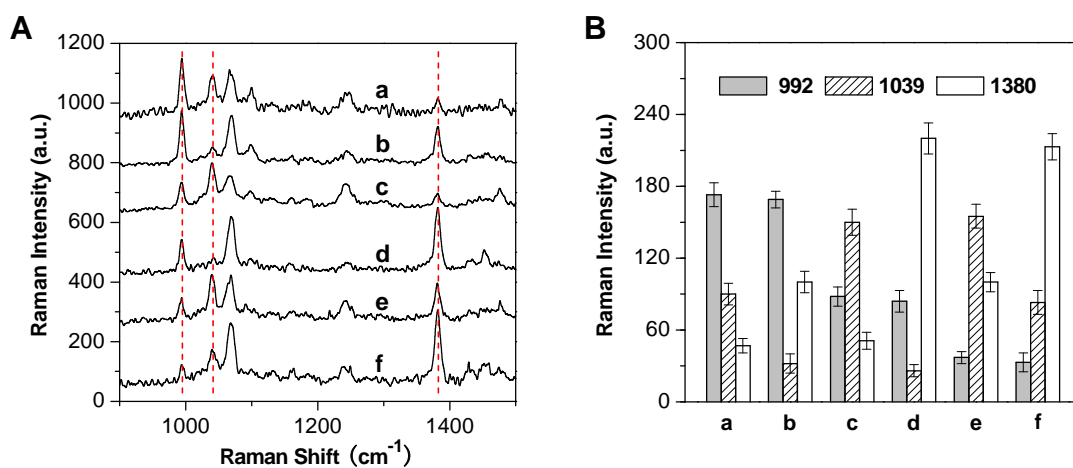 A
1200
1000
800
600
400
200
0
Raman Intensity (a.u.)
a
b
c
d
e
f
1000 1200 1400
Raman Shift (cm⁻¹)
B
300
240
180
120
60
0
Raman Intensity (a.u.)
992 1039 1380
a b c d e f